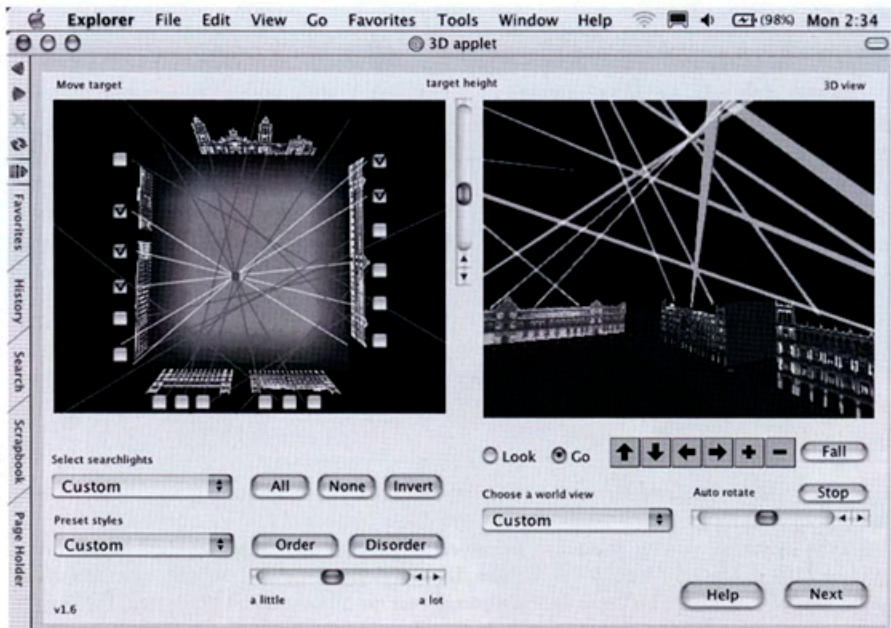 Explorer File Edit View Go Favorites Tools Window Help (98%) Mon 2:34
3D applet
Favorites
History
Search
Scrapbook
Page Holder
Move target
target height
3D view
Select searchlights
Custom
All
None
Invert
Preset styles
Custom
Order
Disorder
a little
a lot
v1.6
Look
Go
Fall
Choose a world view
Custom
Auto rotate
Stop
Help
Next